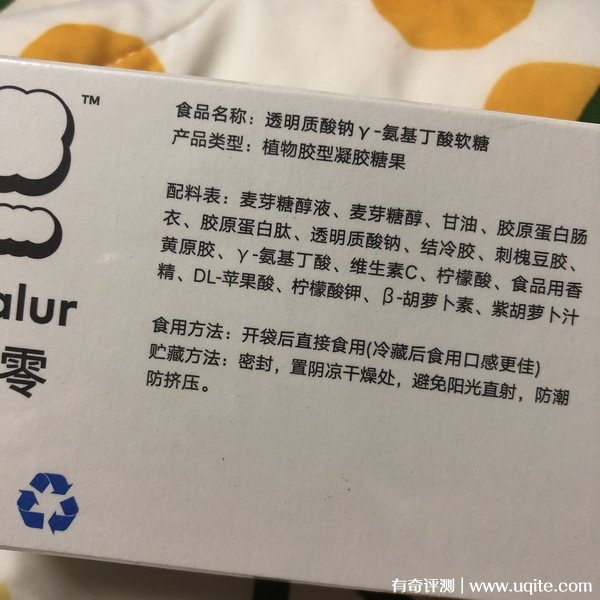 TM
食品名称：透明质酸钠γ-氨基丁酸软糖
产品类型：植物胶型凝胶糖果
配料表：麦芽糖醇液、麦芽糖醇、甘油、胶原蛋白肠
衣、胶原蛋白肽、透明质酸钠、结冷胶、刺槐豆胶、
黄原胶、γ-氨基丁酸、维生素C、柠檬酸、食品用香
精、DL-苹果酸、柠檬酸钾、β-胡萝卜素、紫胡萝卜汁
食用方法：开袋后直接食用(冷藏后食用口感更佳)
贮藏方法：密封，置阴凉干燥处，避免阳光直射，防潮
防挤压。
alur
零
有奇评测 | www.uqite.com